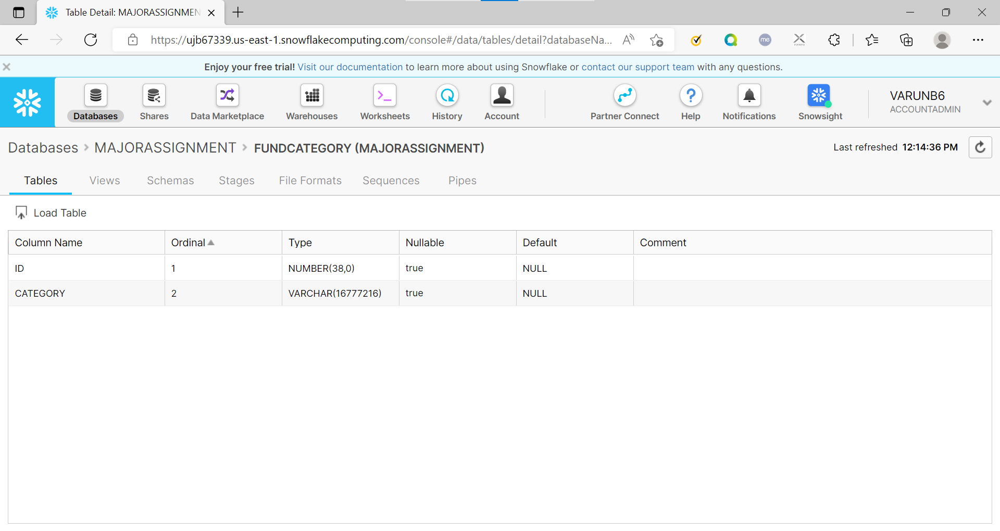 Table Detail: MAJORASSIGNMEN
https://ujb67339.us-east-1.snowflakecomputing.com/console#/data/tables/detail?databaseNa...
me
Enjoy your free trial! Visit our documentation to learn more about using Snowflake or contact our support team with any questions.
Databases Shares Data Marketplace Warehouses Worksheets History Account Partner Connect Help Notifications Snowsight
VARUNB6
ACCOUNTADMIN
Databases > MAJORASSIGNMENT > FUNDCATEGORY (MAJORASSIGNMENT)
Last refreshed 12:14:36 PM
Tables Views Schemas Stages File Formats Sequences Pipes
Load Table
Column Name Ordinal Type Nullable Default Comment
ID 1 NUMBER(38,0) true NULL
CATEGORY 2 VARCHAR(16777216) true NULL